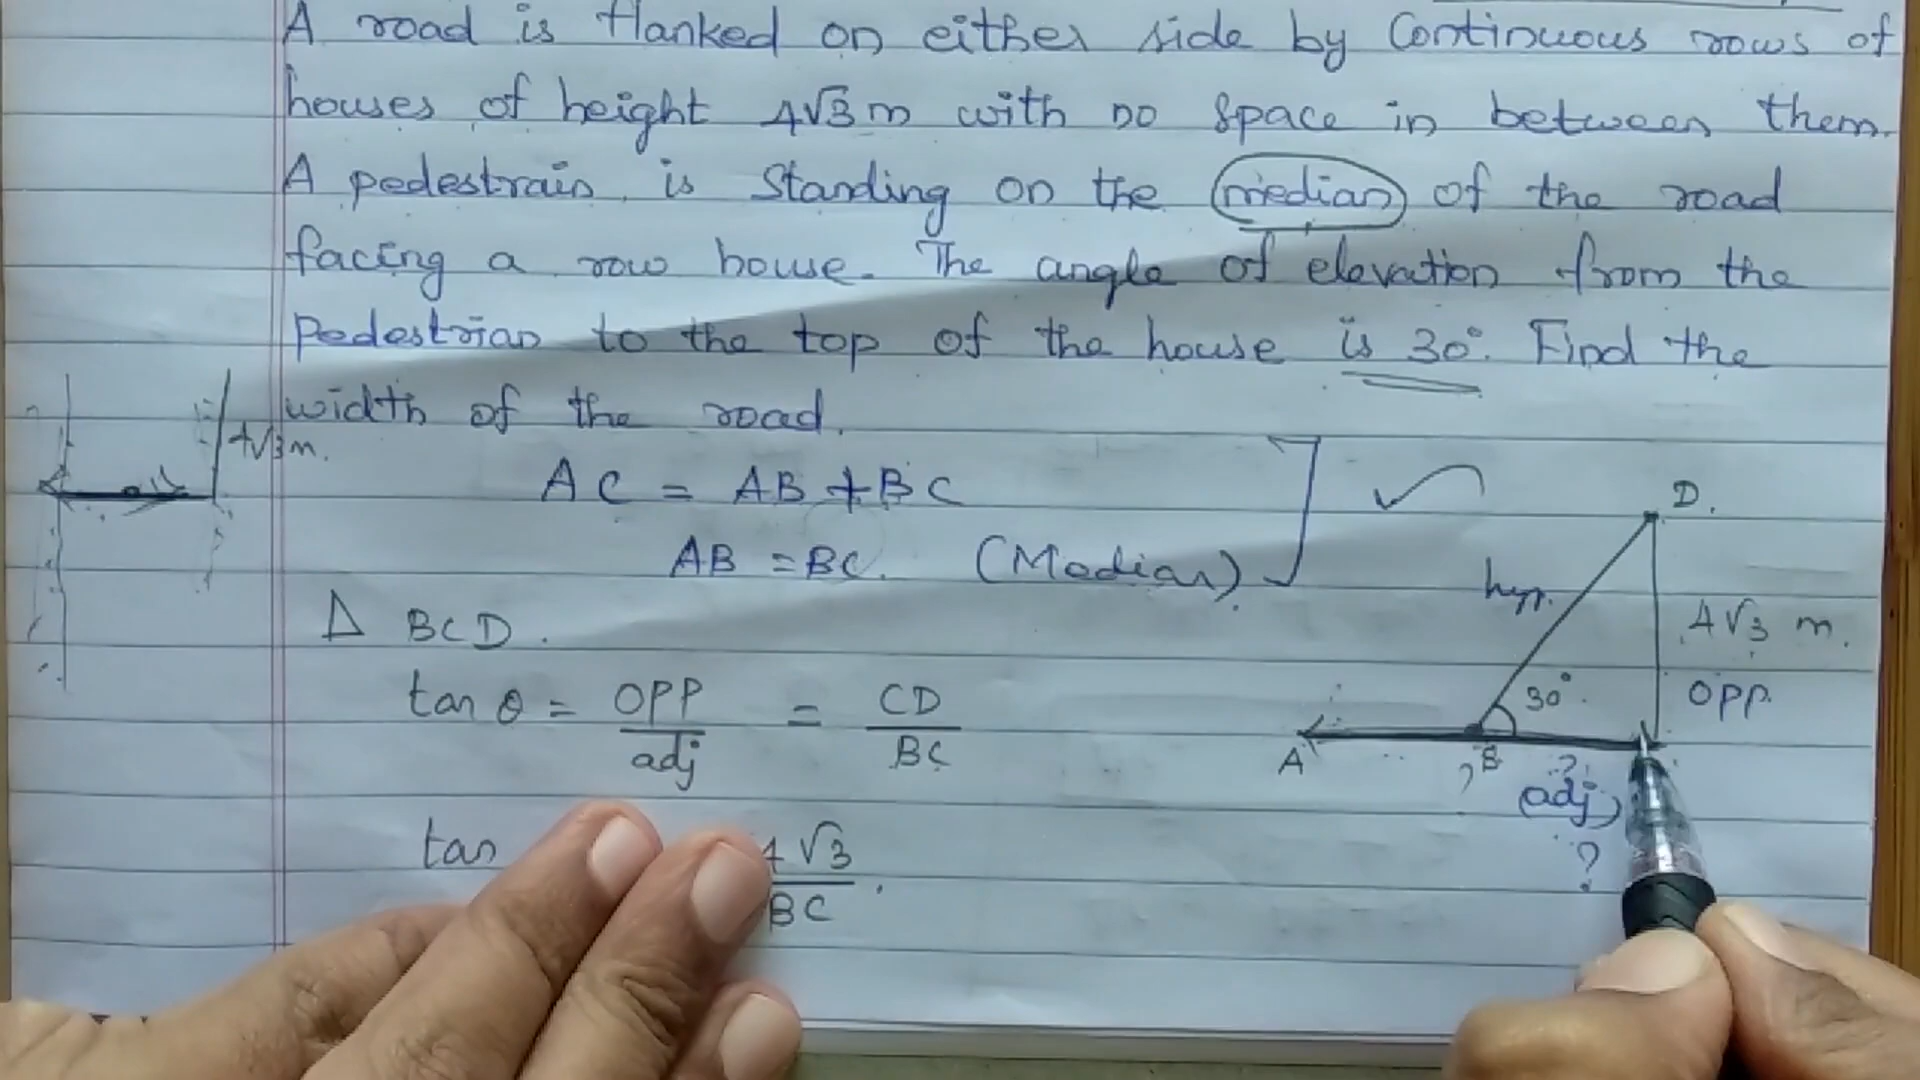 A road is flanked on either side by Continuous rows of
houses of height 4√3 m with no space in between them.
A pedestrain is standing on the median of the road
facing a row house. The angle of elevation from the
Pedestrian to the top of the house is 30°. Find the
width of the road.
4√3 m.
AC = AB + BC
AB = BC. (Median)
Δ BCD.
tan θ = OPP/adj = CD/BC
tan 4√3/BC.
D.
hyp.
4√3 m.
30°.
OPP.
A B ?
?
(adj)
?